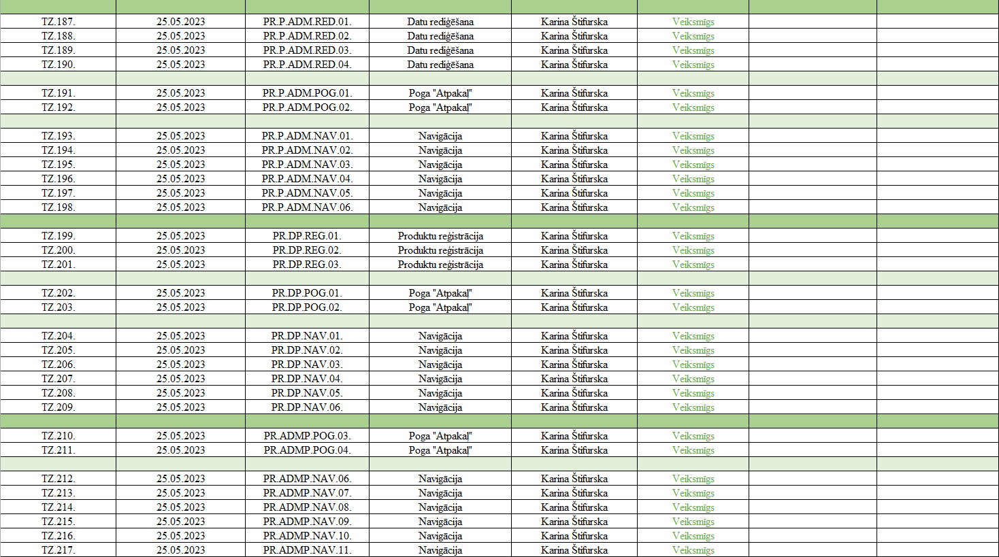 TZ.187. 25.05.2023 PR.P.ADM.RED.01. Datu rediģēšana Karina Štifurska Veiksmīgs
TZ.188. 25.05.2023 PR.P.ADM.RED.02. Datu rediģēšana Karina Štifurska Veiksmīgs
TZ.189. 25.05.2023 PR.P.ADM.RED.03. Datu rediģēšana Karina Štifurska Veiksmīgs
TZ.190. 25.05.2023 PR.P.ADM.RED.04. Datu rediģēšana Karina Štifurska Veiksmīgs
TZ.191. 25.05.2023 PR.P.ADM.POG.01. Poga "Atpakaļ" Karina Štifurska Veiksmīgs
TZ.192. 25.05.2023 PR.P.ADM.POG.02. Poga "Atpakaļ" Karina Štifurska Veiksmīgs
TZ.193. 25.05.2023 PR.P.ADM.NAV.01. Navigācija Karina Štifurska Veiksmīgs
TZ.194. 25.05.2023 PR.P.ADM.NAV.02. Navigācija Karina Štifurska Veiksmīgs
TZ.195. 25.05.2023 PR.P.ADM.NAV.03. Navigācija Karina Štifurska Veiksmīgs
TZ.196. 25.05.2023 PR.P.ADM.NAV.04. Navigācija Karina Štifurska Veiksmīgs
TZ.197. 25.05.2023 PR.P.ADM.NAV.05. Navigācija Karina Štifurska Veiksmīgs
TZ.198. 25.05.2023 PR.P.ADM.NAV.06. Navigācija Karina Štifurska Veiksmīgs
TZ.199. 25.05.2023 PR.DP.REG.01. Produktu reģistrācija Karina Štifurska Veiksmīgs
TZ.200. 25.05.2023 PR.DP.REG.02. Produktu reģistrācija Karina Štifurska Veiksmīgs
TZ.201. 25.05.2023 PR.DP.REG.03. Produktu reģistrācija Karina Štifurska Veiksmīgs
TZ.202. 25.05.2023 PR.DP.POG.01. Poga "Atpakaļ" Karina Štifurska Veiksmīgs
TZ.203. 25.05.2023 PR.DP.POG.02. Poga "Atpakaļ" Karina Štifurska Veiksmīgs
TZ.204. 25.05.2023 PR.DP.NAV.01. Navigācija Karina Štifurska Veiksmīgs
TZ.205. 25.05.2023 PR.DP.NAV.02. Navigācija Karina Štifurska Veiksmīgs
TZ.206. 25.05.2023 PR.DP.NAV.03. Navigācija Karina Štifurska Veiksmīgs
TZ.207. 25.05.2023 PR.DP.NAV.04. Navigācija Karina Štifurska Veiksmīgs
TZ.208. 25.05.2023 PR.DP.NAV.05. Navigācija Karina Štifurska Veiksmīgs
TZ.209. 25.05.2023 PR.DP.NAV.06. Navigācija Karina Štifurska Veiksmīgs
TZ.210. 25.05.2023 PR.ADMP.POG.03. Poga "Atpakaļ" Karina Štifurska Veiksmīgs
TZ.211. 25.05.2023 PR.ADMP.POG.04. Poga "Atpakaļ" Karina Štifurska Veiksmīgs
TZ.212. 25.05.2023 PR.ADMP.NAV.06. Navigācija Karina Štifurska Veiksmīgs
TZ.213. 25.05.2023 PR.ADMP.NAV.07. Navigācija Karina Štifurska Veiksmīgs
TZ.214. 25.05.2023 PR.ADMP.NAV.08. Navigācija Karina Štifurska Veiksmīgs
TZ.215. 25.05.2023 PR.ADMP.NAV.09. Navigācija Karina Štifurska Veiksmīgs
TZ.216. 25.05.2023 PR.ADMP.NAV.10. Navigācija Karina Štifurska Veiksmīgs
TZ.217. 25.05.2023 PR.ADMP.NAV.11. Navigācija Karina Štifurska Veiksmīgs